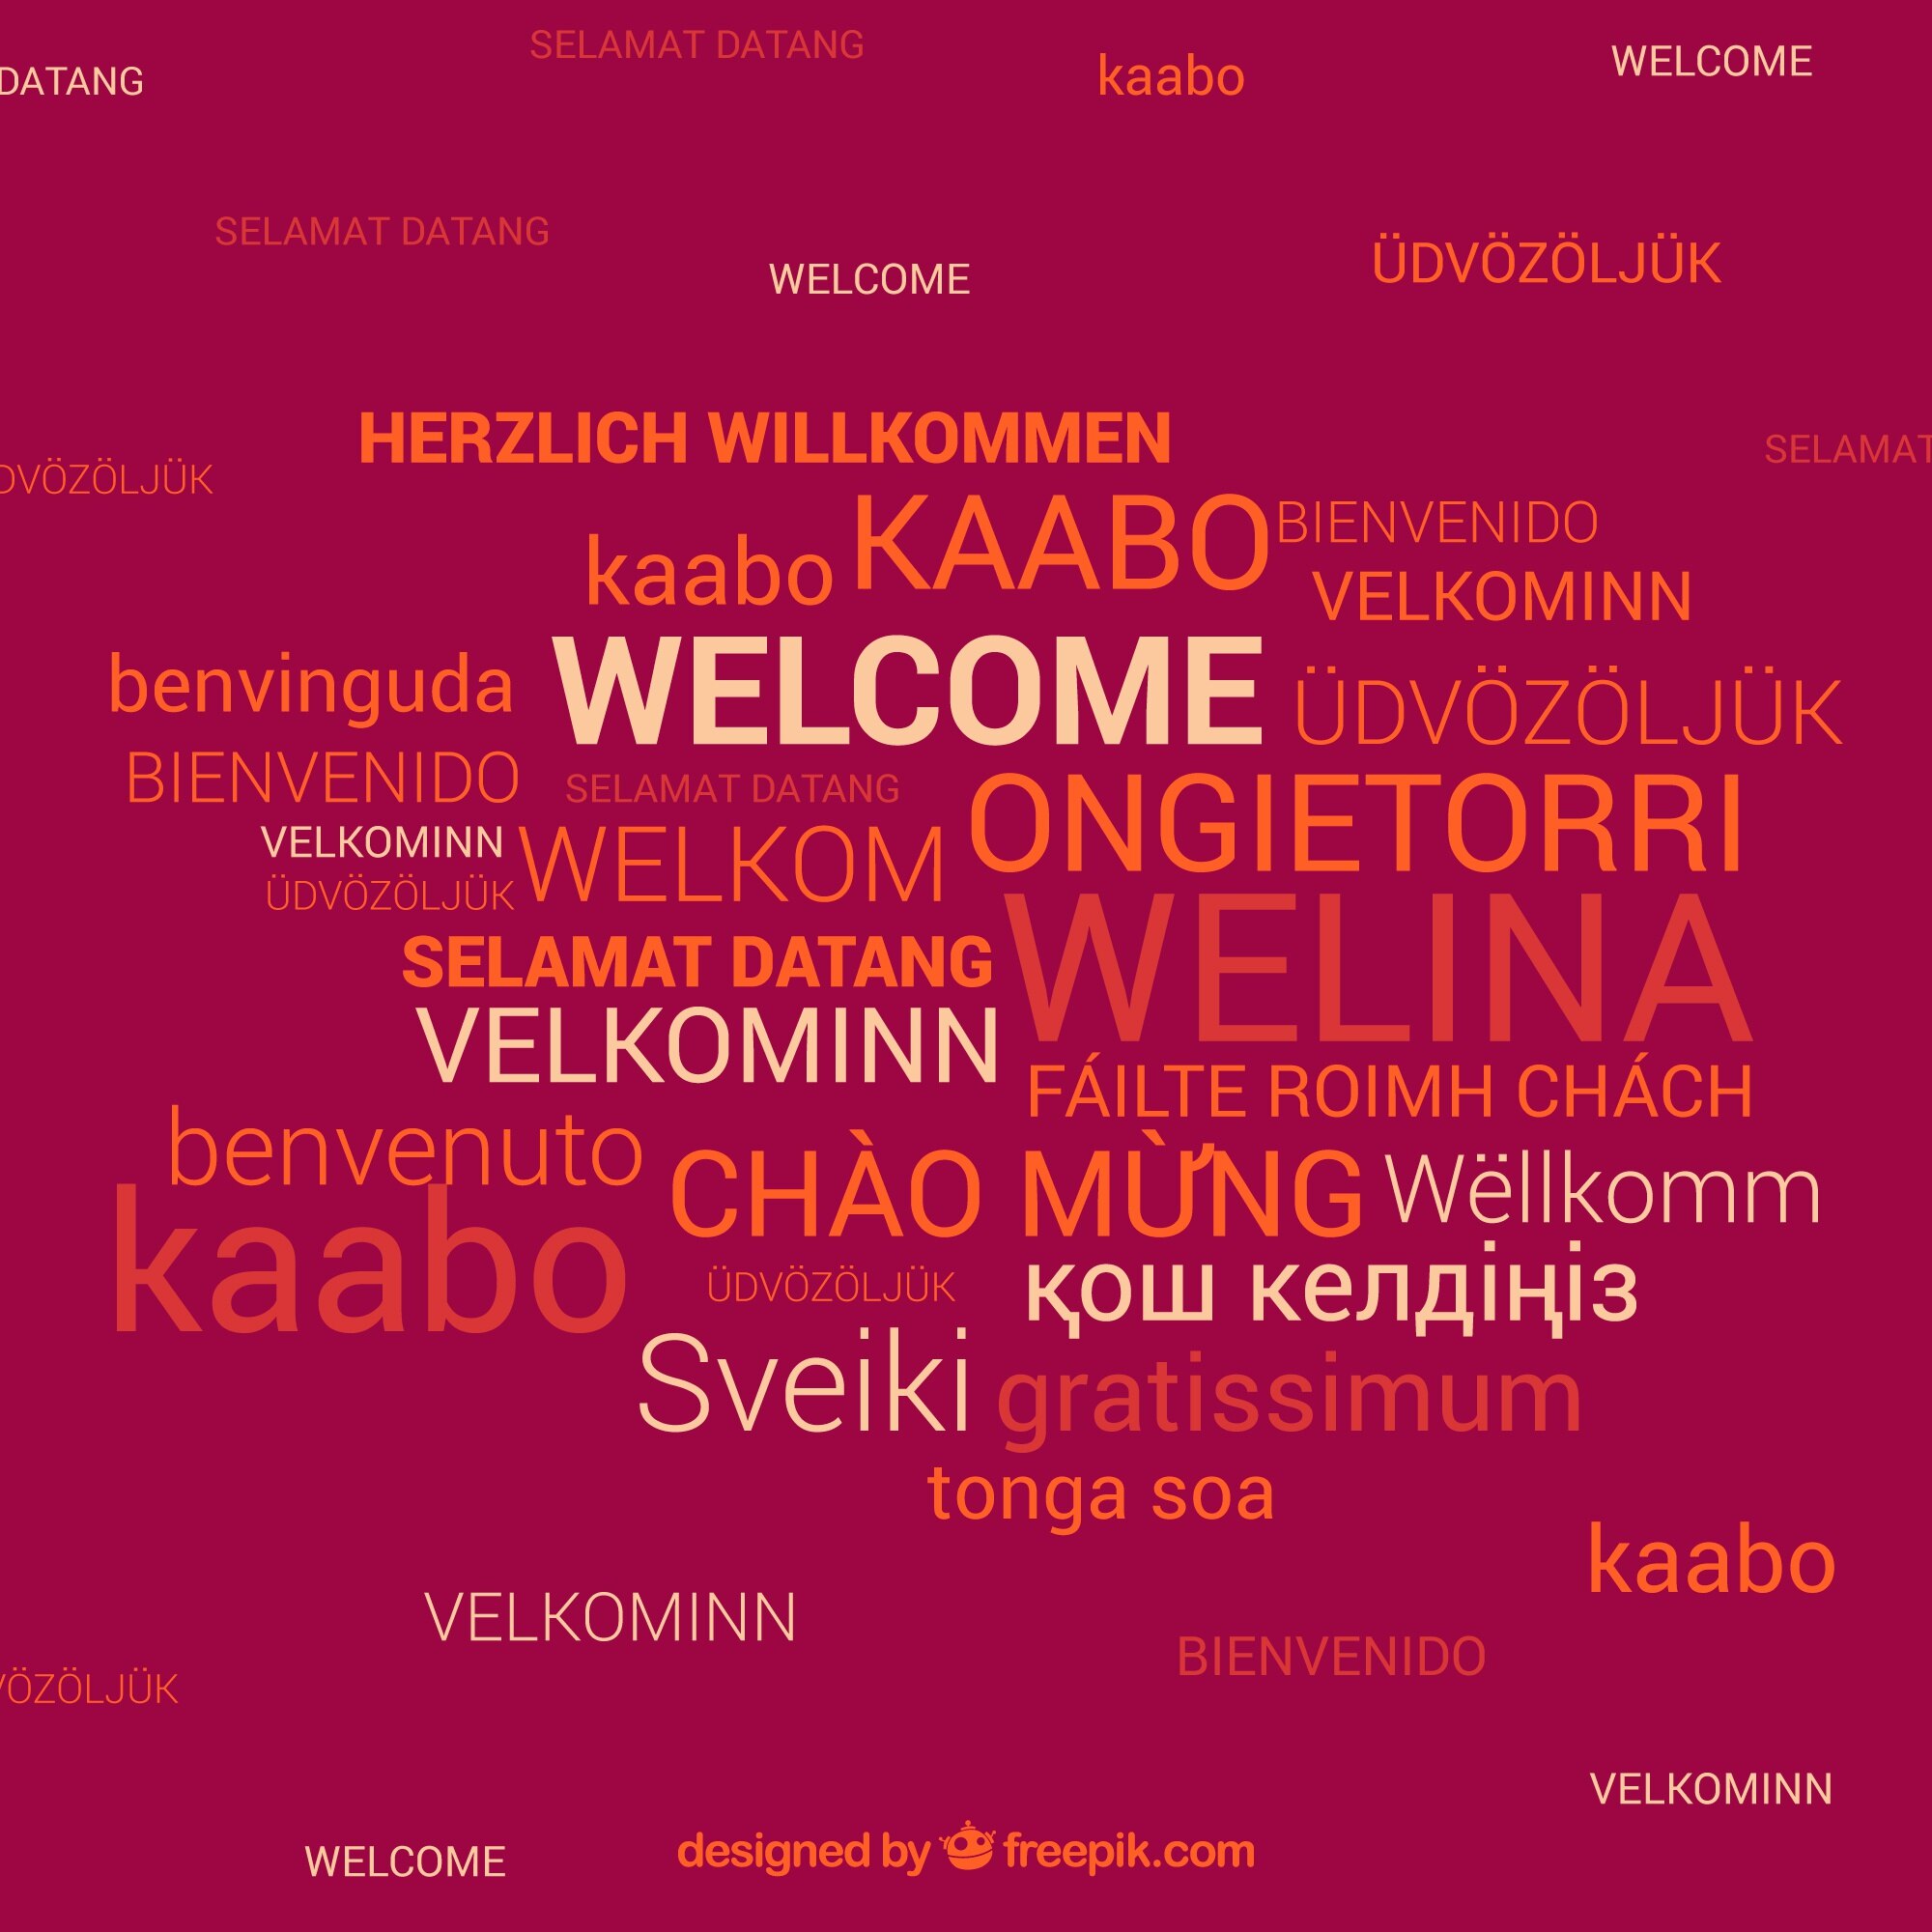 SELAMAT DATANG
kaabo
WELCOME
DATANG
SELAMAT DATANG
WELCOME
ÜDVÖZÖLJÜK
HERZLICH WILLKOMMEN
SELAMAT
DVÖZÖLJÜK
KAABO
BIENVENIDO
kaabo
VELKOMINN
benvinguda
WELCOME
ÜDVÖZÖLJÜK
BIENVENIDO
SELAMAT DATANG
ONGIETORRI
VELKOMINN
WELKOM
ÜDVÖZÖLJÜK
SELAMAT DATANG
WELINA
VELKOMINN
FÁILTE ROIMH CHÁCH
benvenuto
CHÀO MỪNG
Wëllkomm
kaabo
ÜDVÖZÖLJÜK
қош келдіңіз
Sveiki
gratissimum
tonga soa
kaabo
VELKOMINN
BIENVENIDO
VÖZÖLJÜK
VELKOMINN
WELCOME
designed by freepik.com